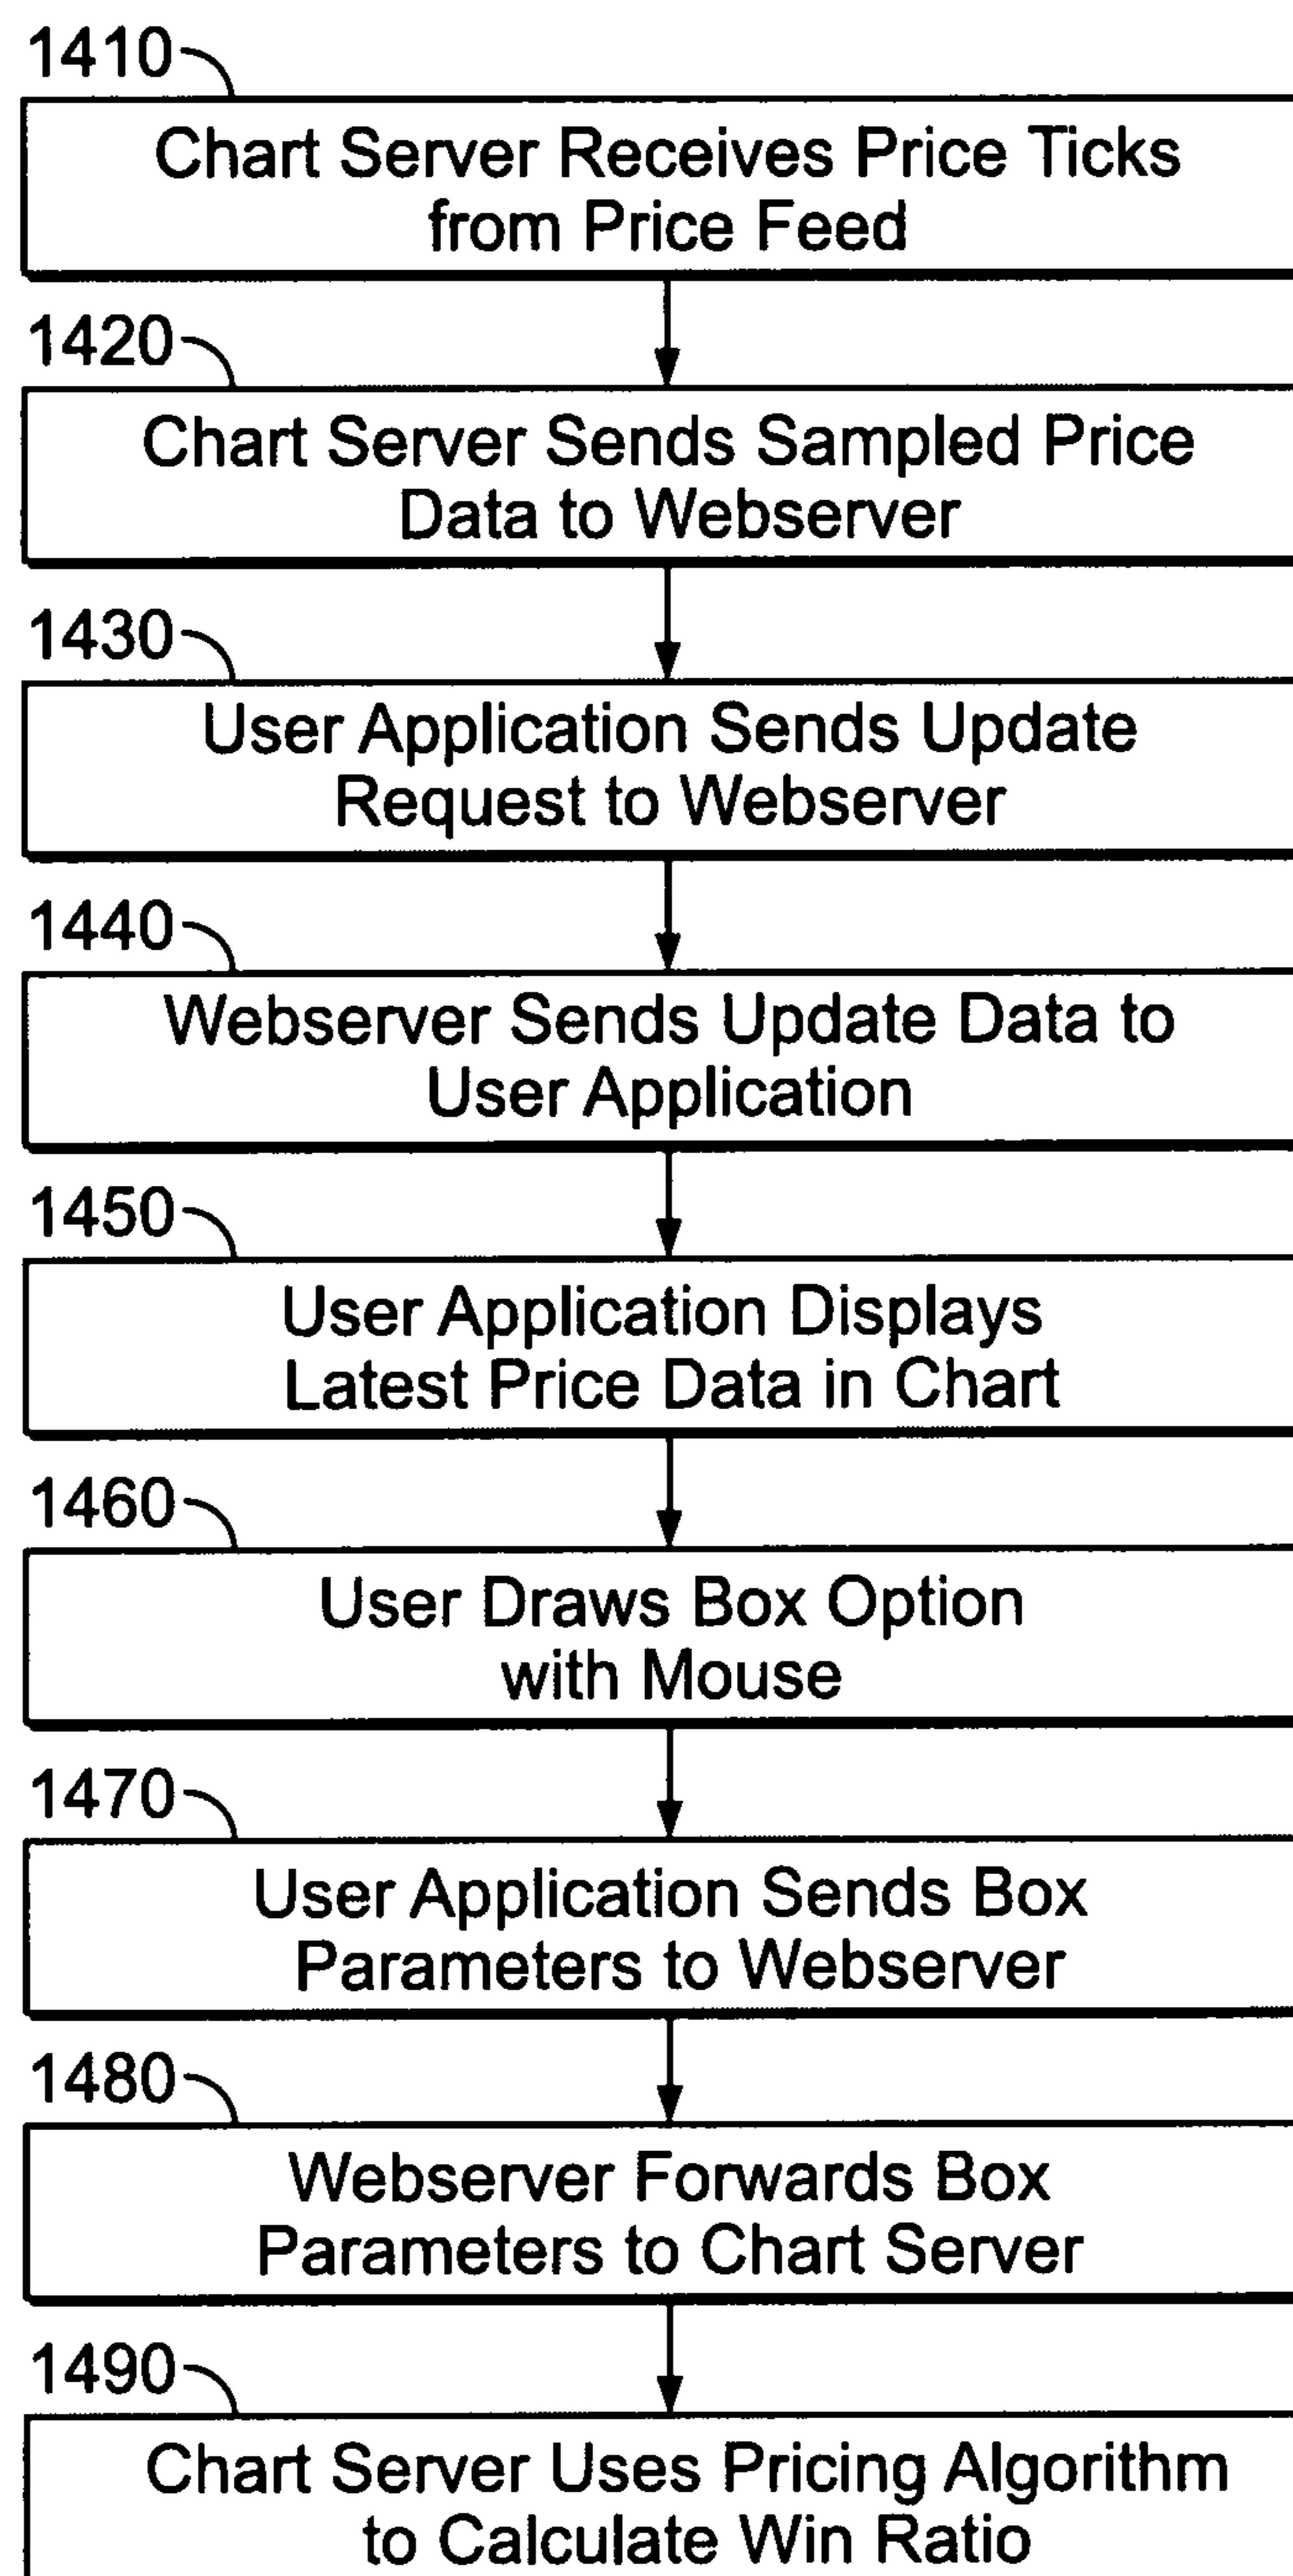 1410
Chart Server Receives Price Ticks
from Price Feed
1420
Chart Server Sends Sampled Price
Data to Webserver
1430
User Application Sends Update
Request to Webserver
1440
Webserver Sends Update Data to
User Application
1450
User Application Displays
Latest Price Data in Chart
1460
User Draws Box Option
with Mouse
1470
User Application Sends Box
Parameters to Webserver
1480
Webserver Forwards Box
Parameters to Chart Server
1490
Chart Server Uses Pricing Algorithm
to Calculate Win Ratio